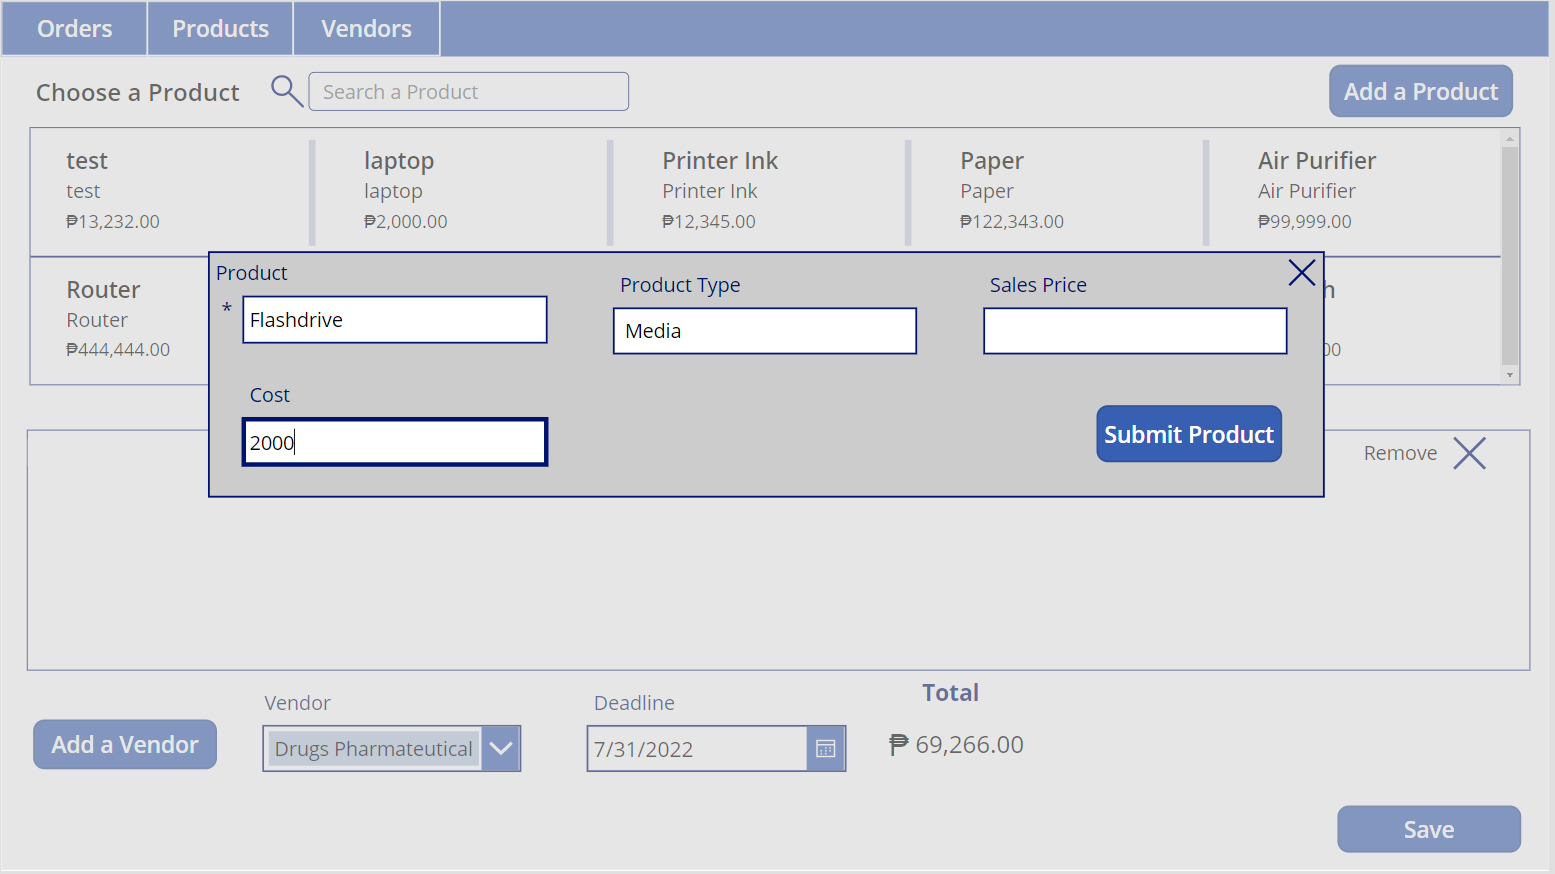 Orders Products Vendors
Choose a Product Search a Product Add a Product
test laptop Printer Ink Paper Air Purifier
test laptop Printer Ink Paper Air Purifier
₱13,232.00 ₱2,000.00 ₱12,345.00 ₱122,343.00 ₱99,999.00
Router
Router
₱444,444.00
Product Product Type Sales Price
* Flashdrive Media
Cost
2000 Submit Product
Remove
Vendor Deadline Total
Add a Vendor Drugs Pharmateutical 7/31/2022 ₱ 69,266.00
Save